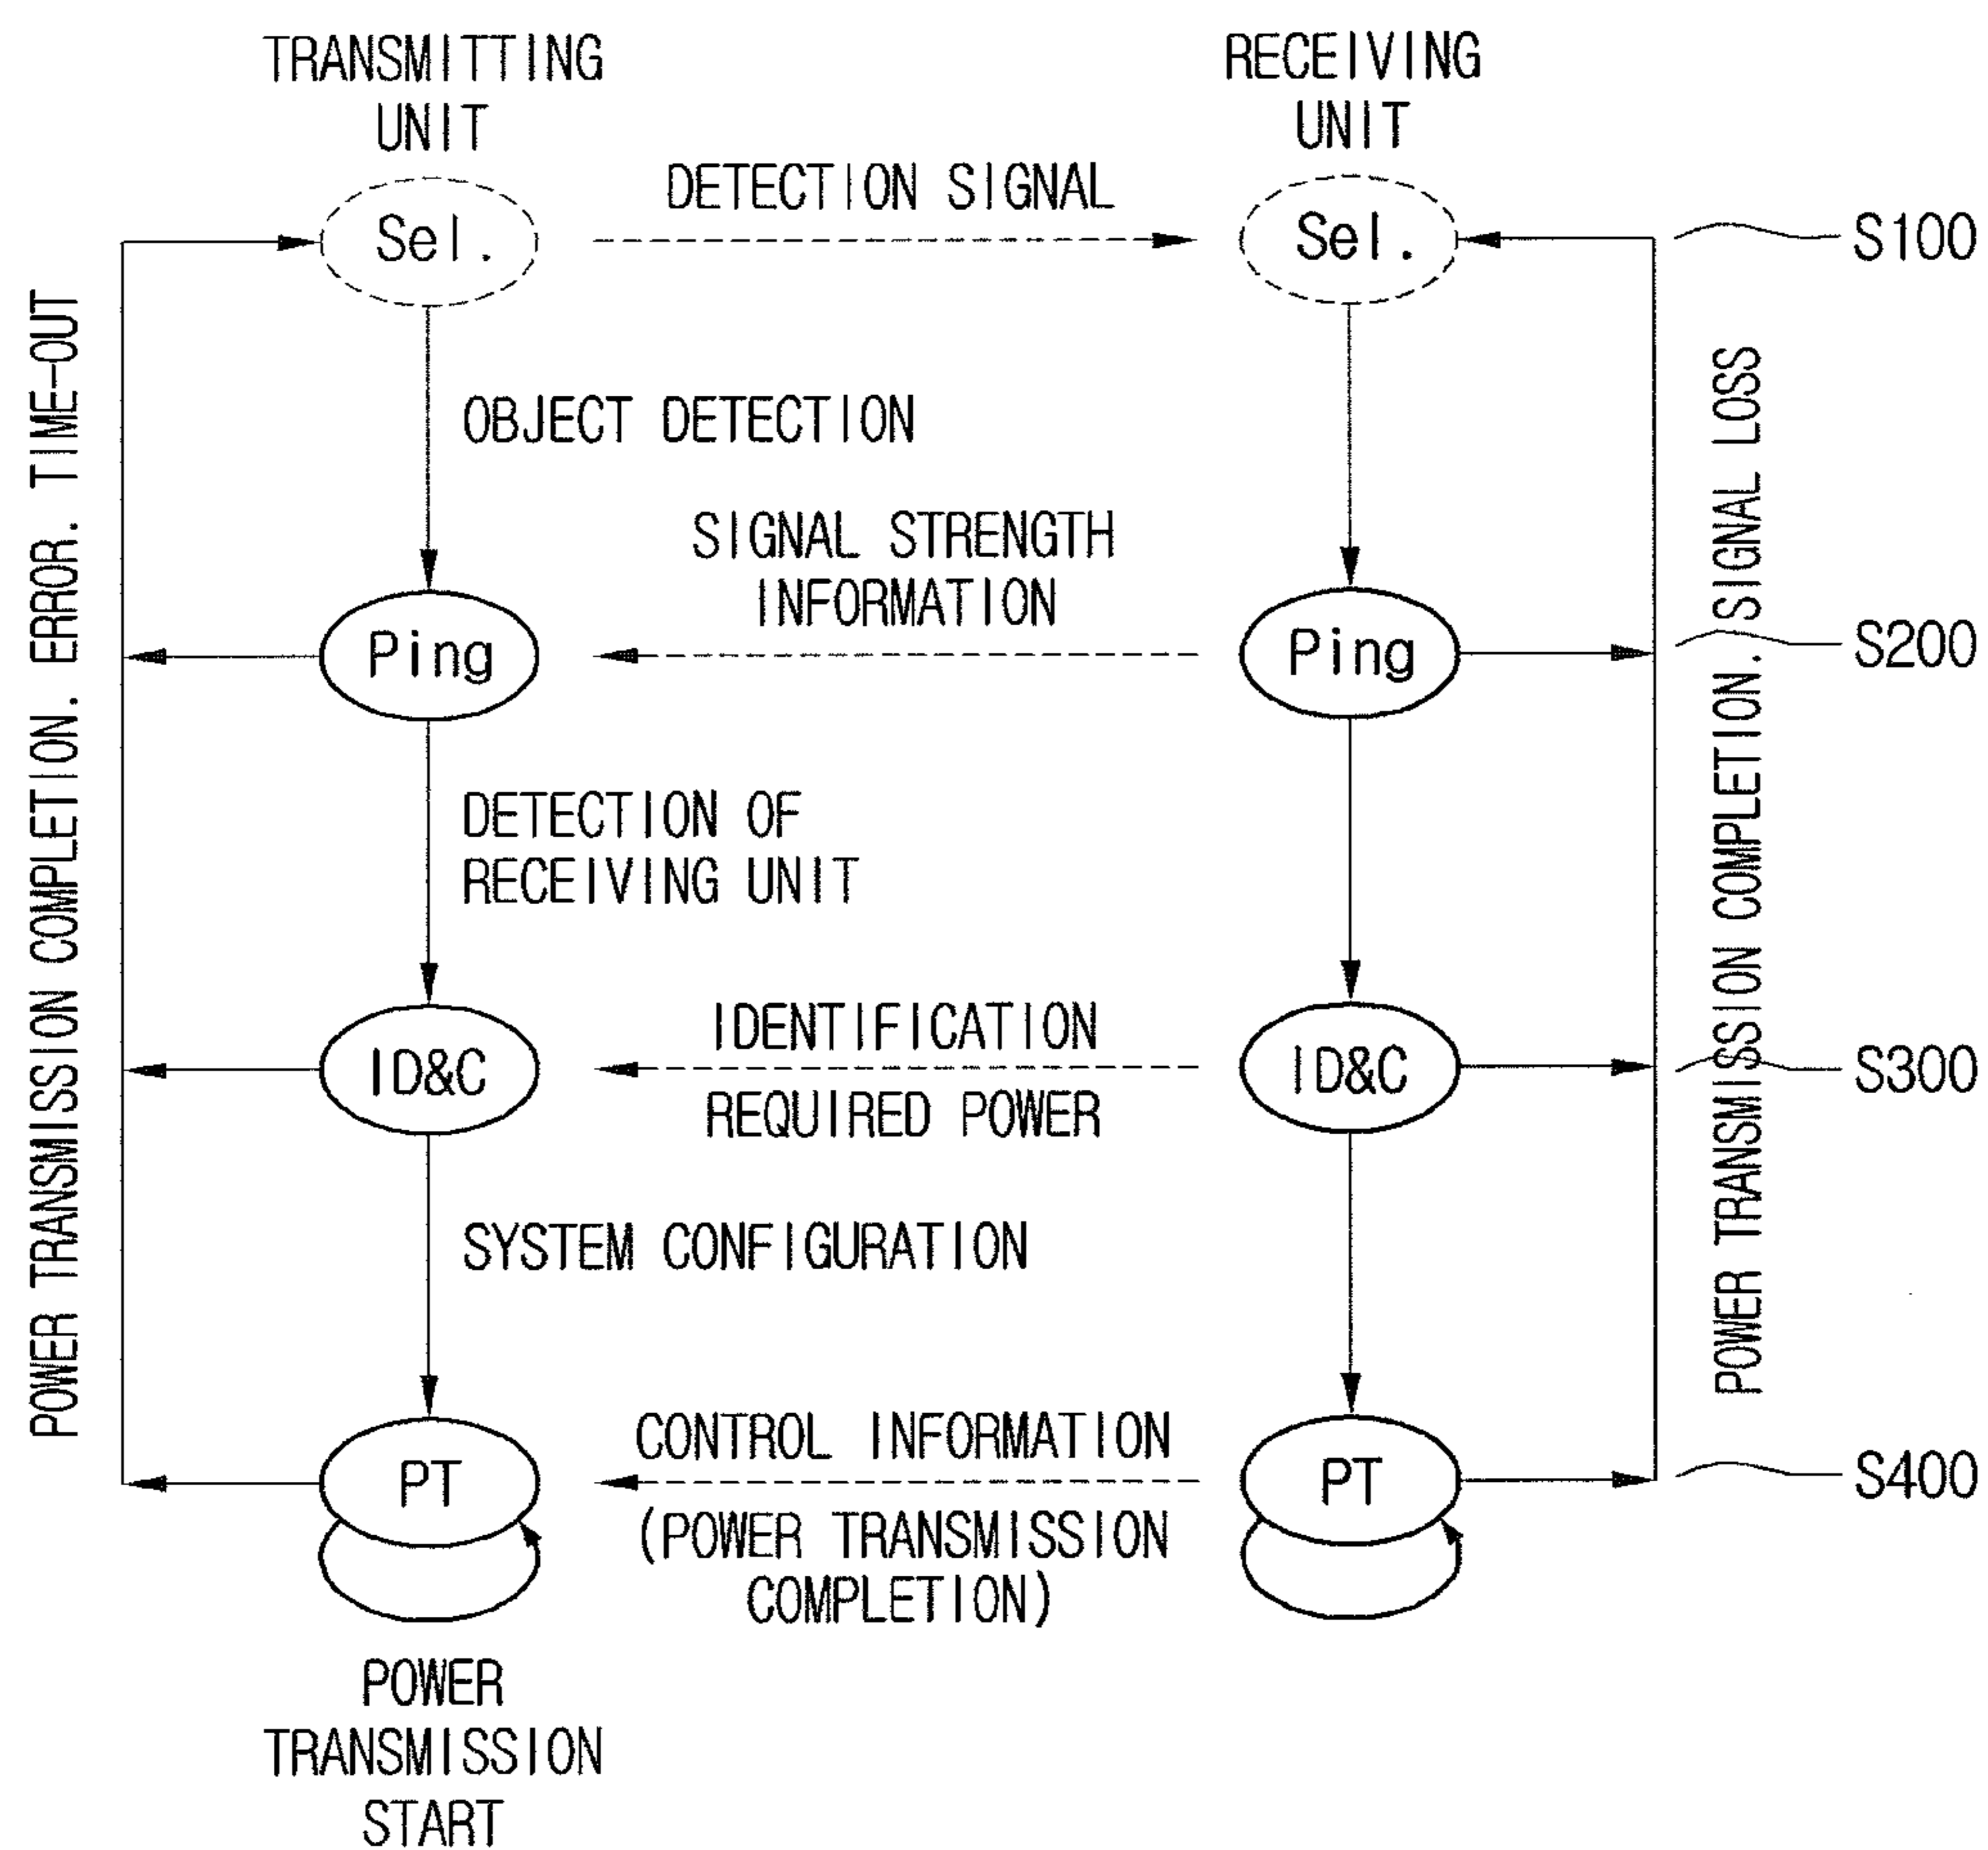 TRANSMITTING
UNIT
RECEIVING
UNIT
DETECTION SIGNAL
Sel.
Sel.
S100
OBJECT DETECTION
SIGNAL STRENGTH
INFORMATION
Ping
Ping
S200
DETECTION OF
RECEIVING UNIT
IDENTIFICATION
ID&C
ID&C
S300
REQUIRED POWER
SYSTEM CONFIGURATION
CONTROL INFORMATION
PT
PT
S400
(POWER TRANSMISSION
COMPLETION)
POWER
TRANSMISSION
START
POWER TRANSMISSION COMPLETION. ERROR. TIME-OUT
POWER TRANSMISSION COMPLETION. SIGNAL LOSS